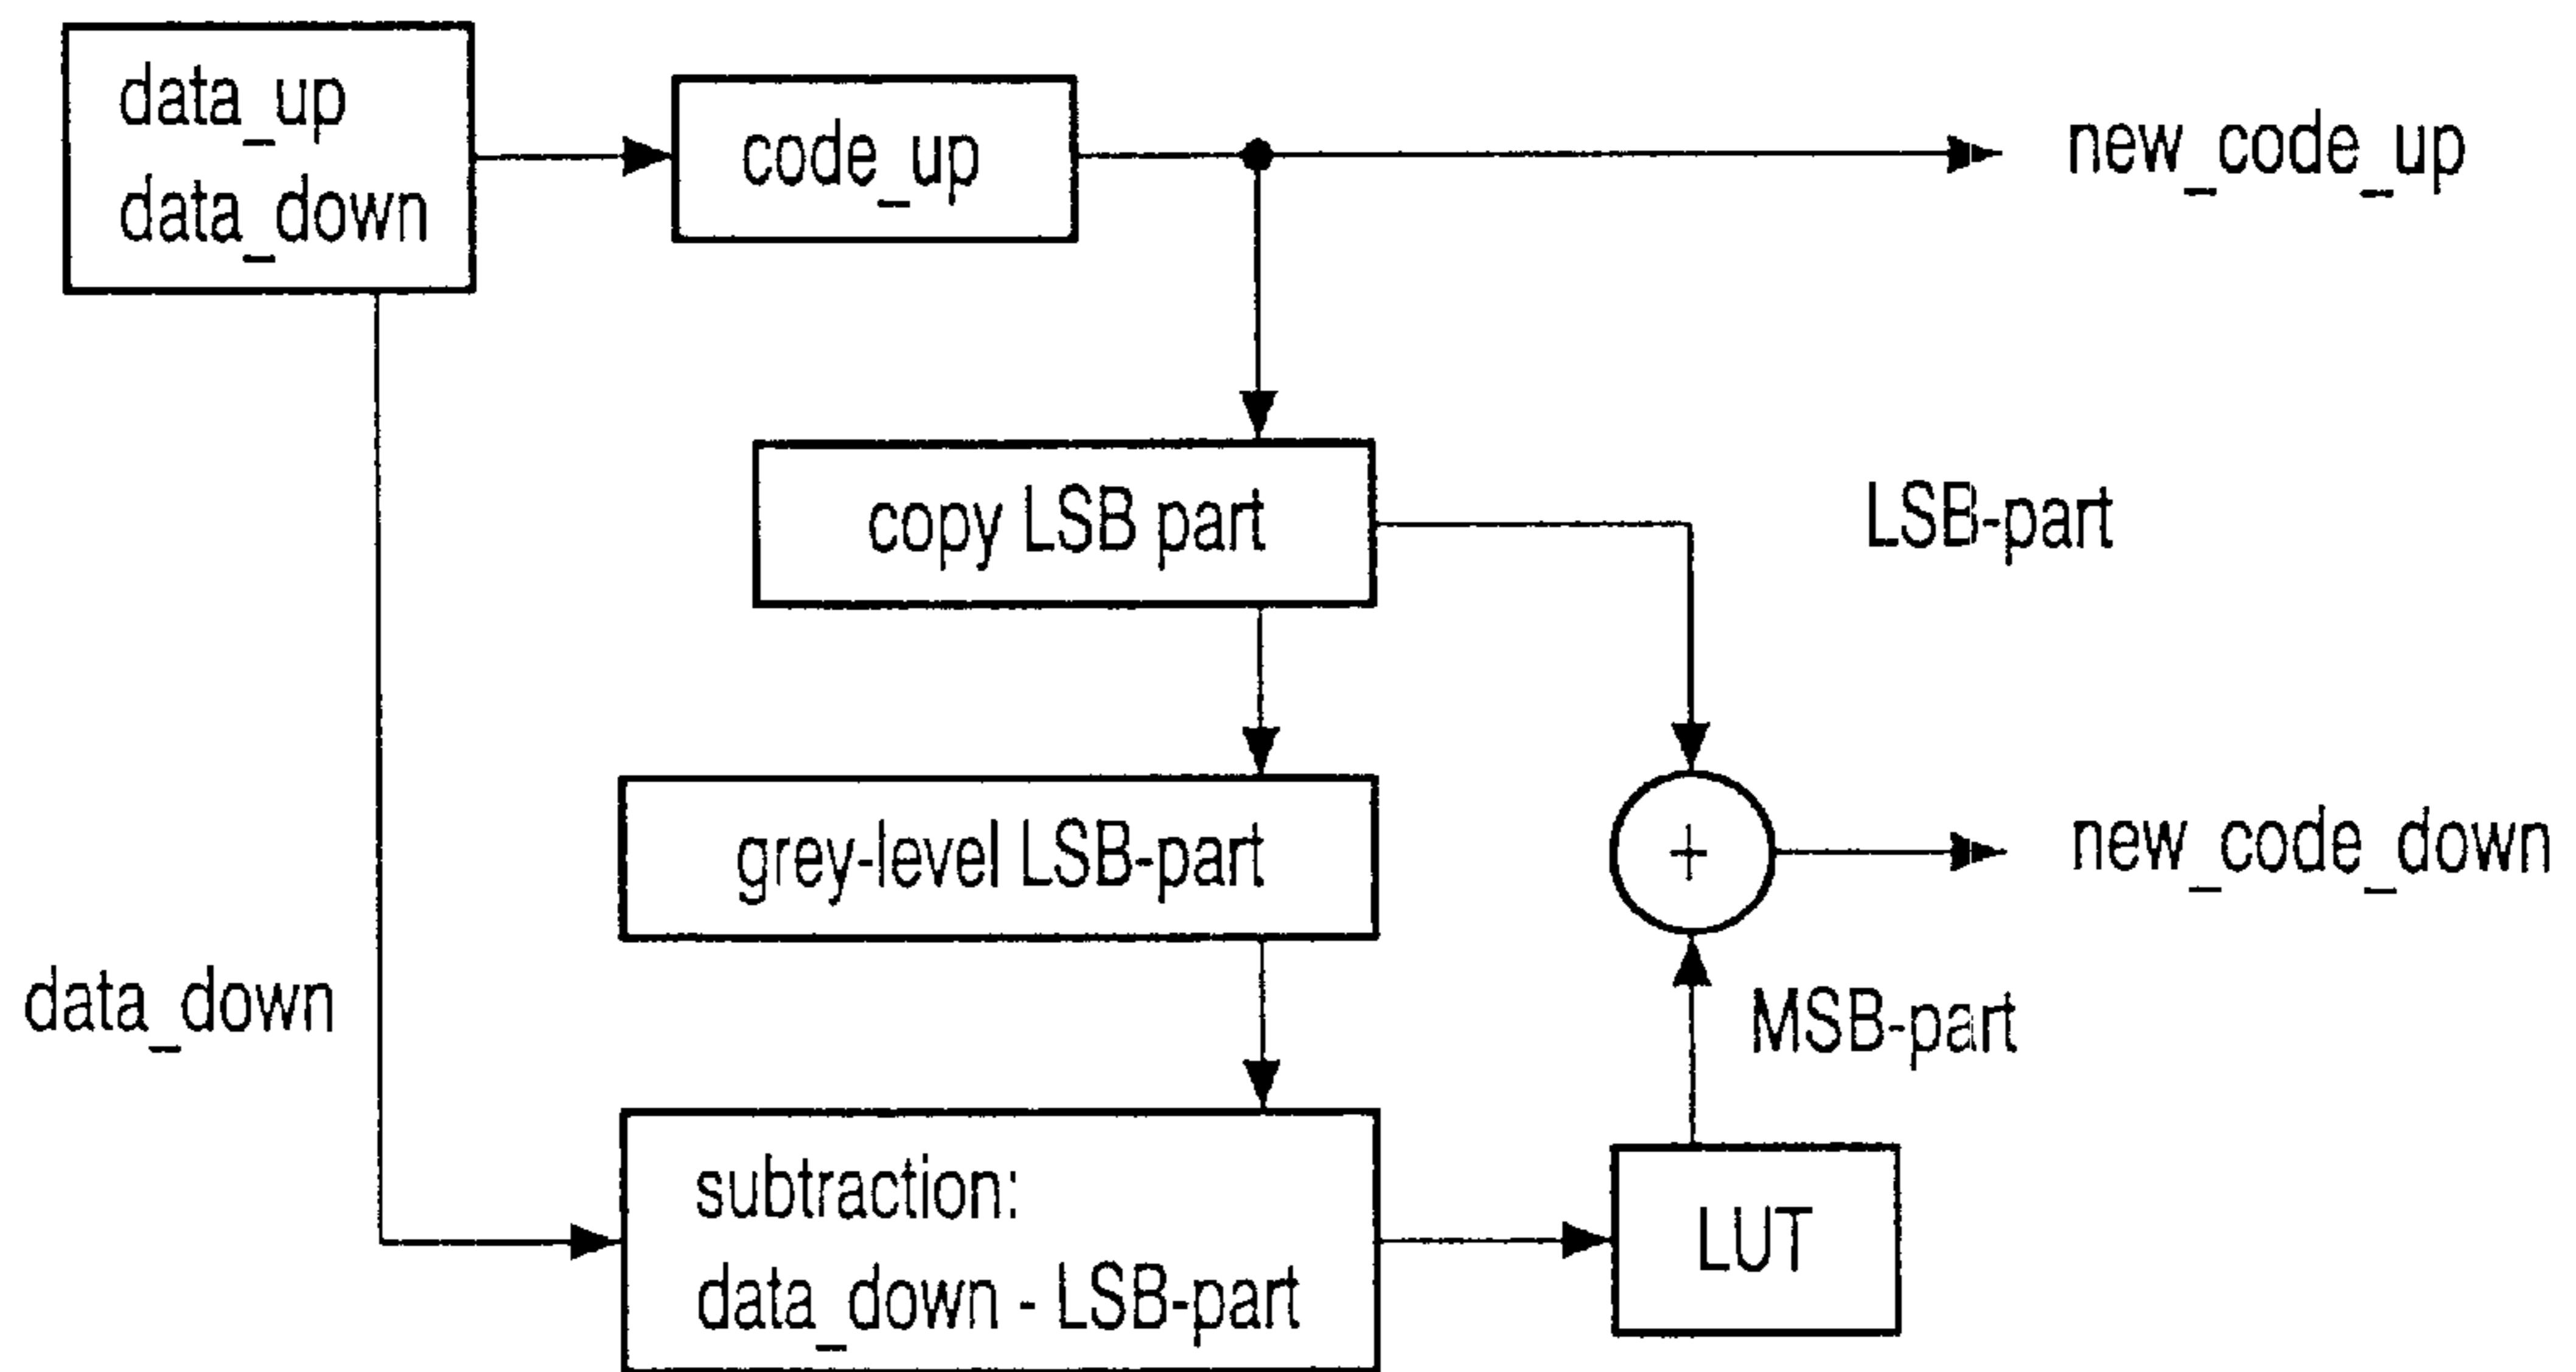 data_up
data_down
code_up
new_code_up
copy LSB part
LSB-part
grey-level LSB-part
+
new_code_down
data_down
MSB-part
subtraction:
data_down - LSB-part
LUT